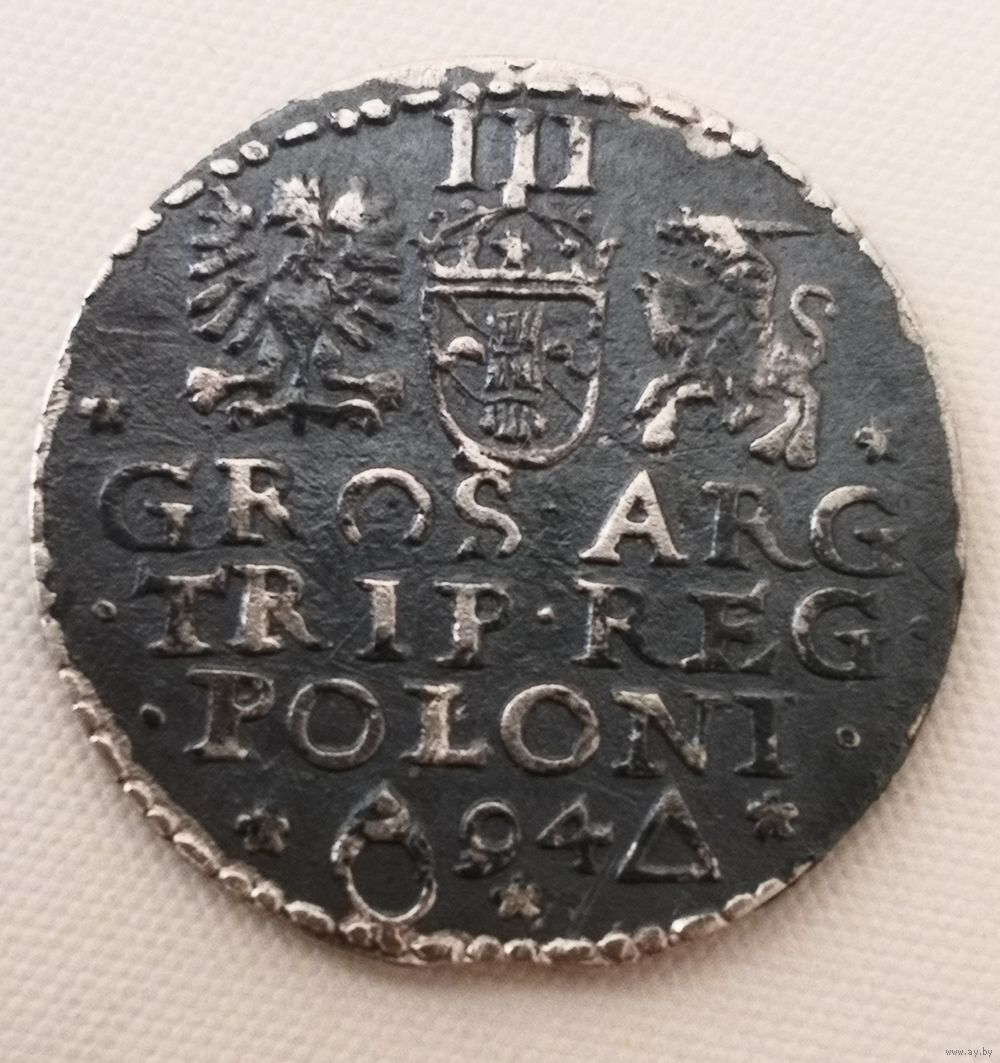 III
GROS·ARG
·TRIP·REG·
·POLONI·
94
www.ay.by